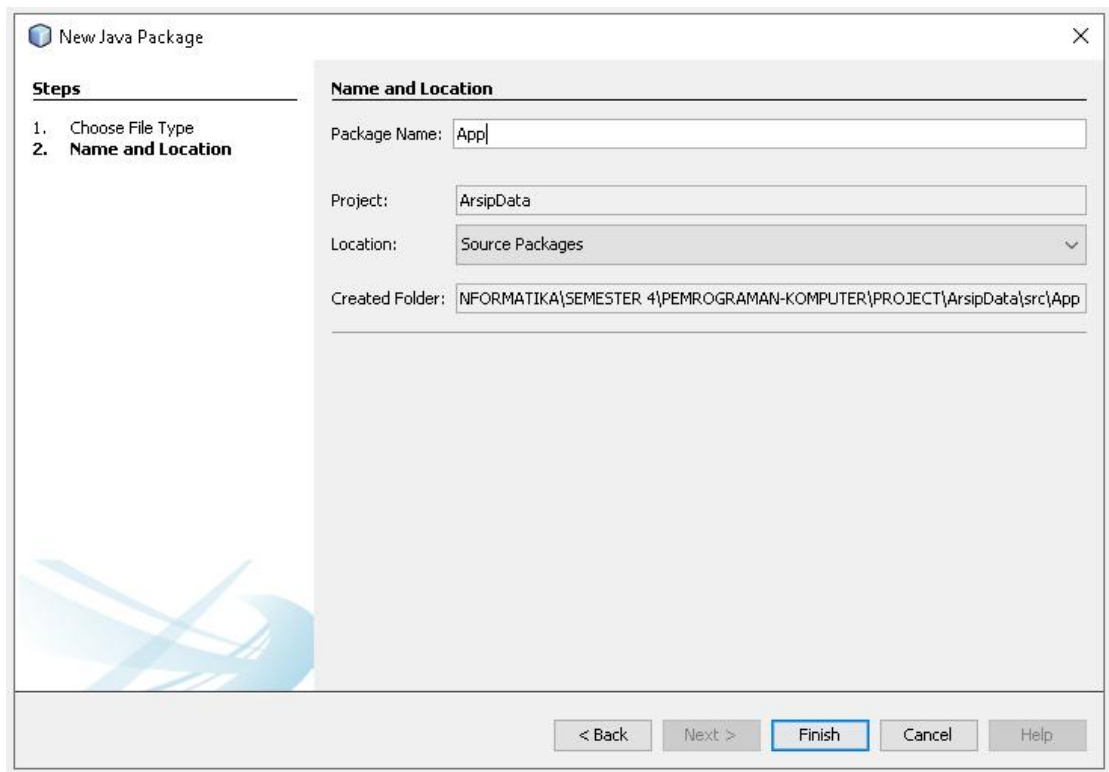 New Java Package
Steps
1. Choose File Type
2. Name and Location
Name and Location
Package Name: App
Project: ArsipData
Location: Source Packages
Created Folder: NFORMATIKA\SEMESTER 4\PEMROGRAMAN-KOMPUTER\PROJECT\ArsipData\src\App
< Back Next > Finish Cancel Help